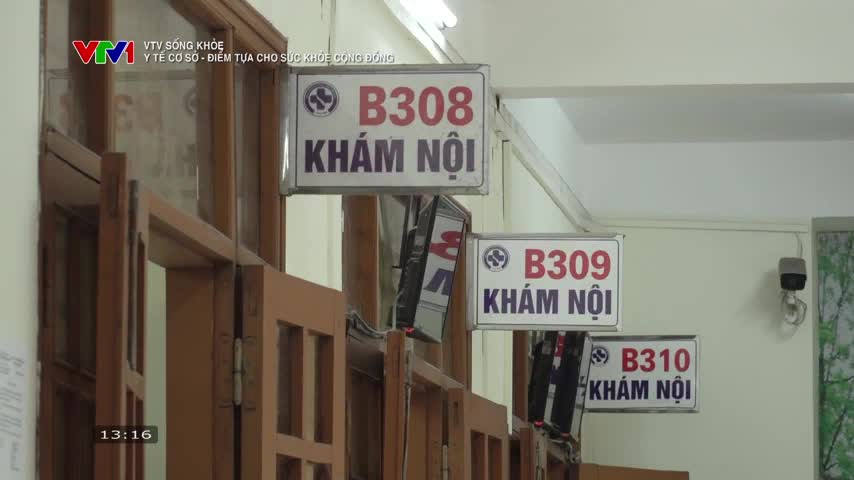 VTV1
VTV SỐNG KHỎE
Y TẾ CƠ SỞ - ĐIỂM TỰA CHO SỨC KHỎE CỘNG ĐỒNG
B308
KHÁM NỘI
B309
KHÁM NỘI
B310
KHÁM NỘI
13:16